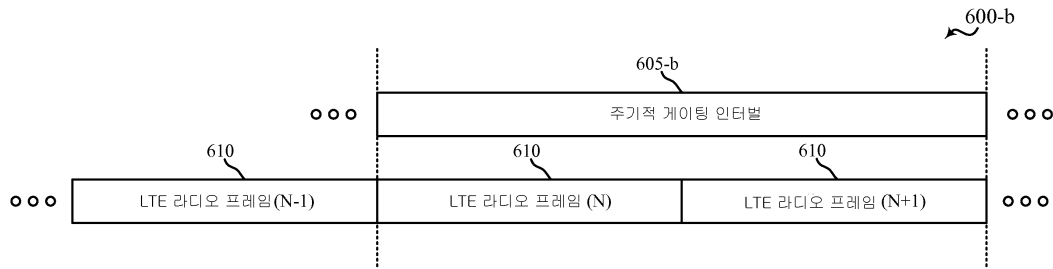 600-b
605-b
주기적 게이팅 인터벌
610 610 610
LTE 라디오 프레임(N-1) LTE 라디오 프레임 (N) LTE 라디오 프레임 (N+1)